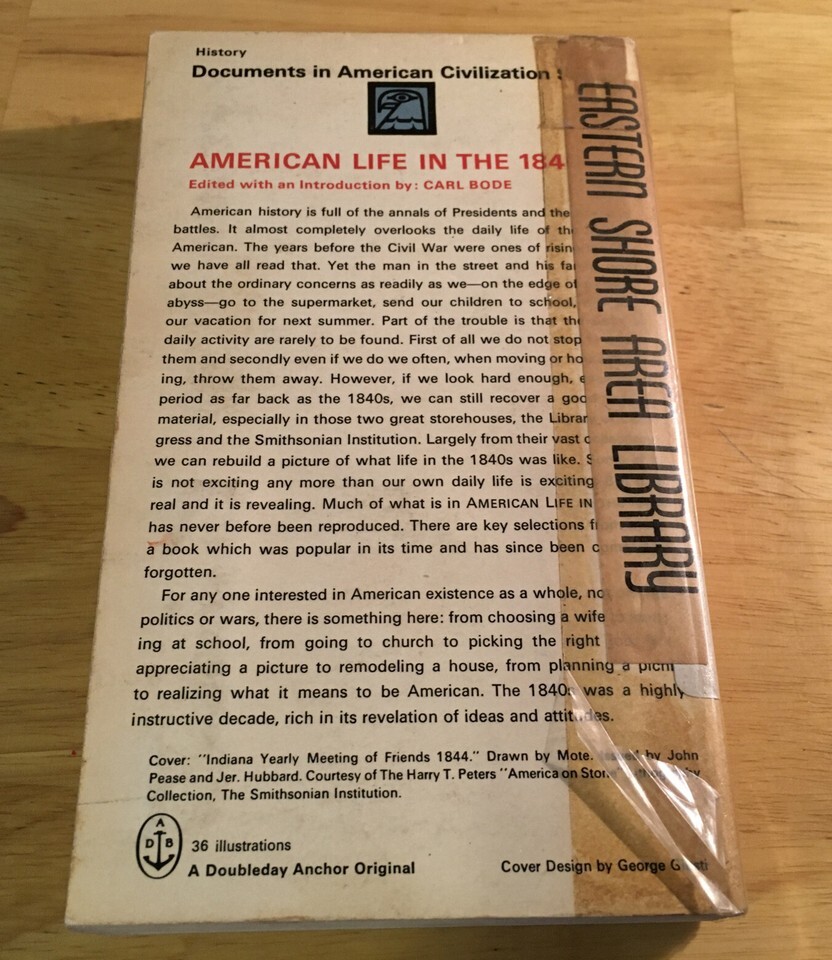 History
Documents in American Civilization
AMERICAN LIFE IN THE 184
Edited with an Introduction by: CARL BODE
American history is full of the annals of Presidents and the
battles. It almost completely overlooks the daily life of
American. The years before the Civil War were ones of
we have all read that. Yet the man in the street and his
about the ordinary concerns as readily as we—on the edge of
abyss—go to the supermarket, send our children to school,
our vacation for next summer. Part of the trouble is that
daily activity are rarely to be found. First of all we do not stop
them and secondly even if we do we often, when moving or
ing, throw them away. However, if we look hard enough,
period as far back as the 1840s, we can still recover a
material, especially in those two great storehouses, the
gress and the Smithsonian Institution. Largely from their vast
we can rebuild a picture of what life in the 1840s was like.
is not exciting any more than our own daily life is exciting
real and it is revealing. Much of what is in AMERICAN LIFE IN
has never before been reproduced. There are key selections
a book which was popular in its time and has since been
forgotten.
For any one interested in American existence as a whole,
politics or wars, there is something here: from choosing a wife
ing at school, from going to church to picking the right
appreciating a picture to remodeling a house, from planning a
to realizing what it means to be American. The 1840s was a highly
instructive decade, rich in its revelation of ideas and attitudes.
Cover: "Indiana Yearly Meeting of Friends 1844." Drawn by Mote. by John
Pease and Jer. Hubbard. Courtesy of The Harry T. Peters "America on
Collection, The Smithsonian Institution.
A
D B
36 illustrations
A Doubleday Anchor Original
Cover Design by George
EASTERN SHORE AREA LIBRARY